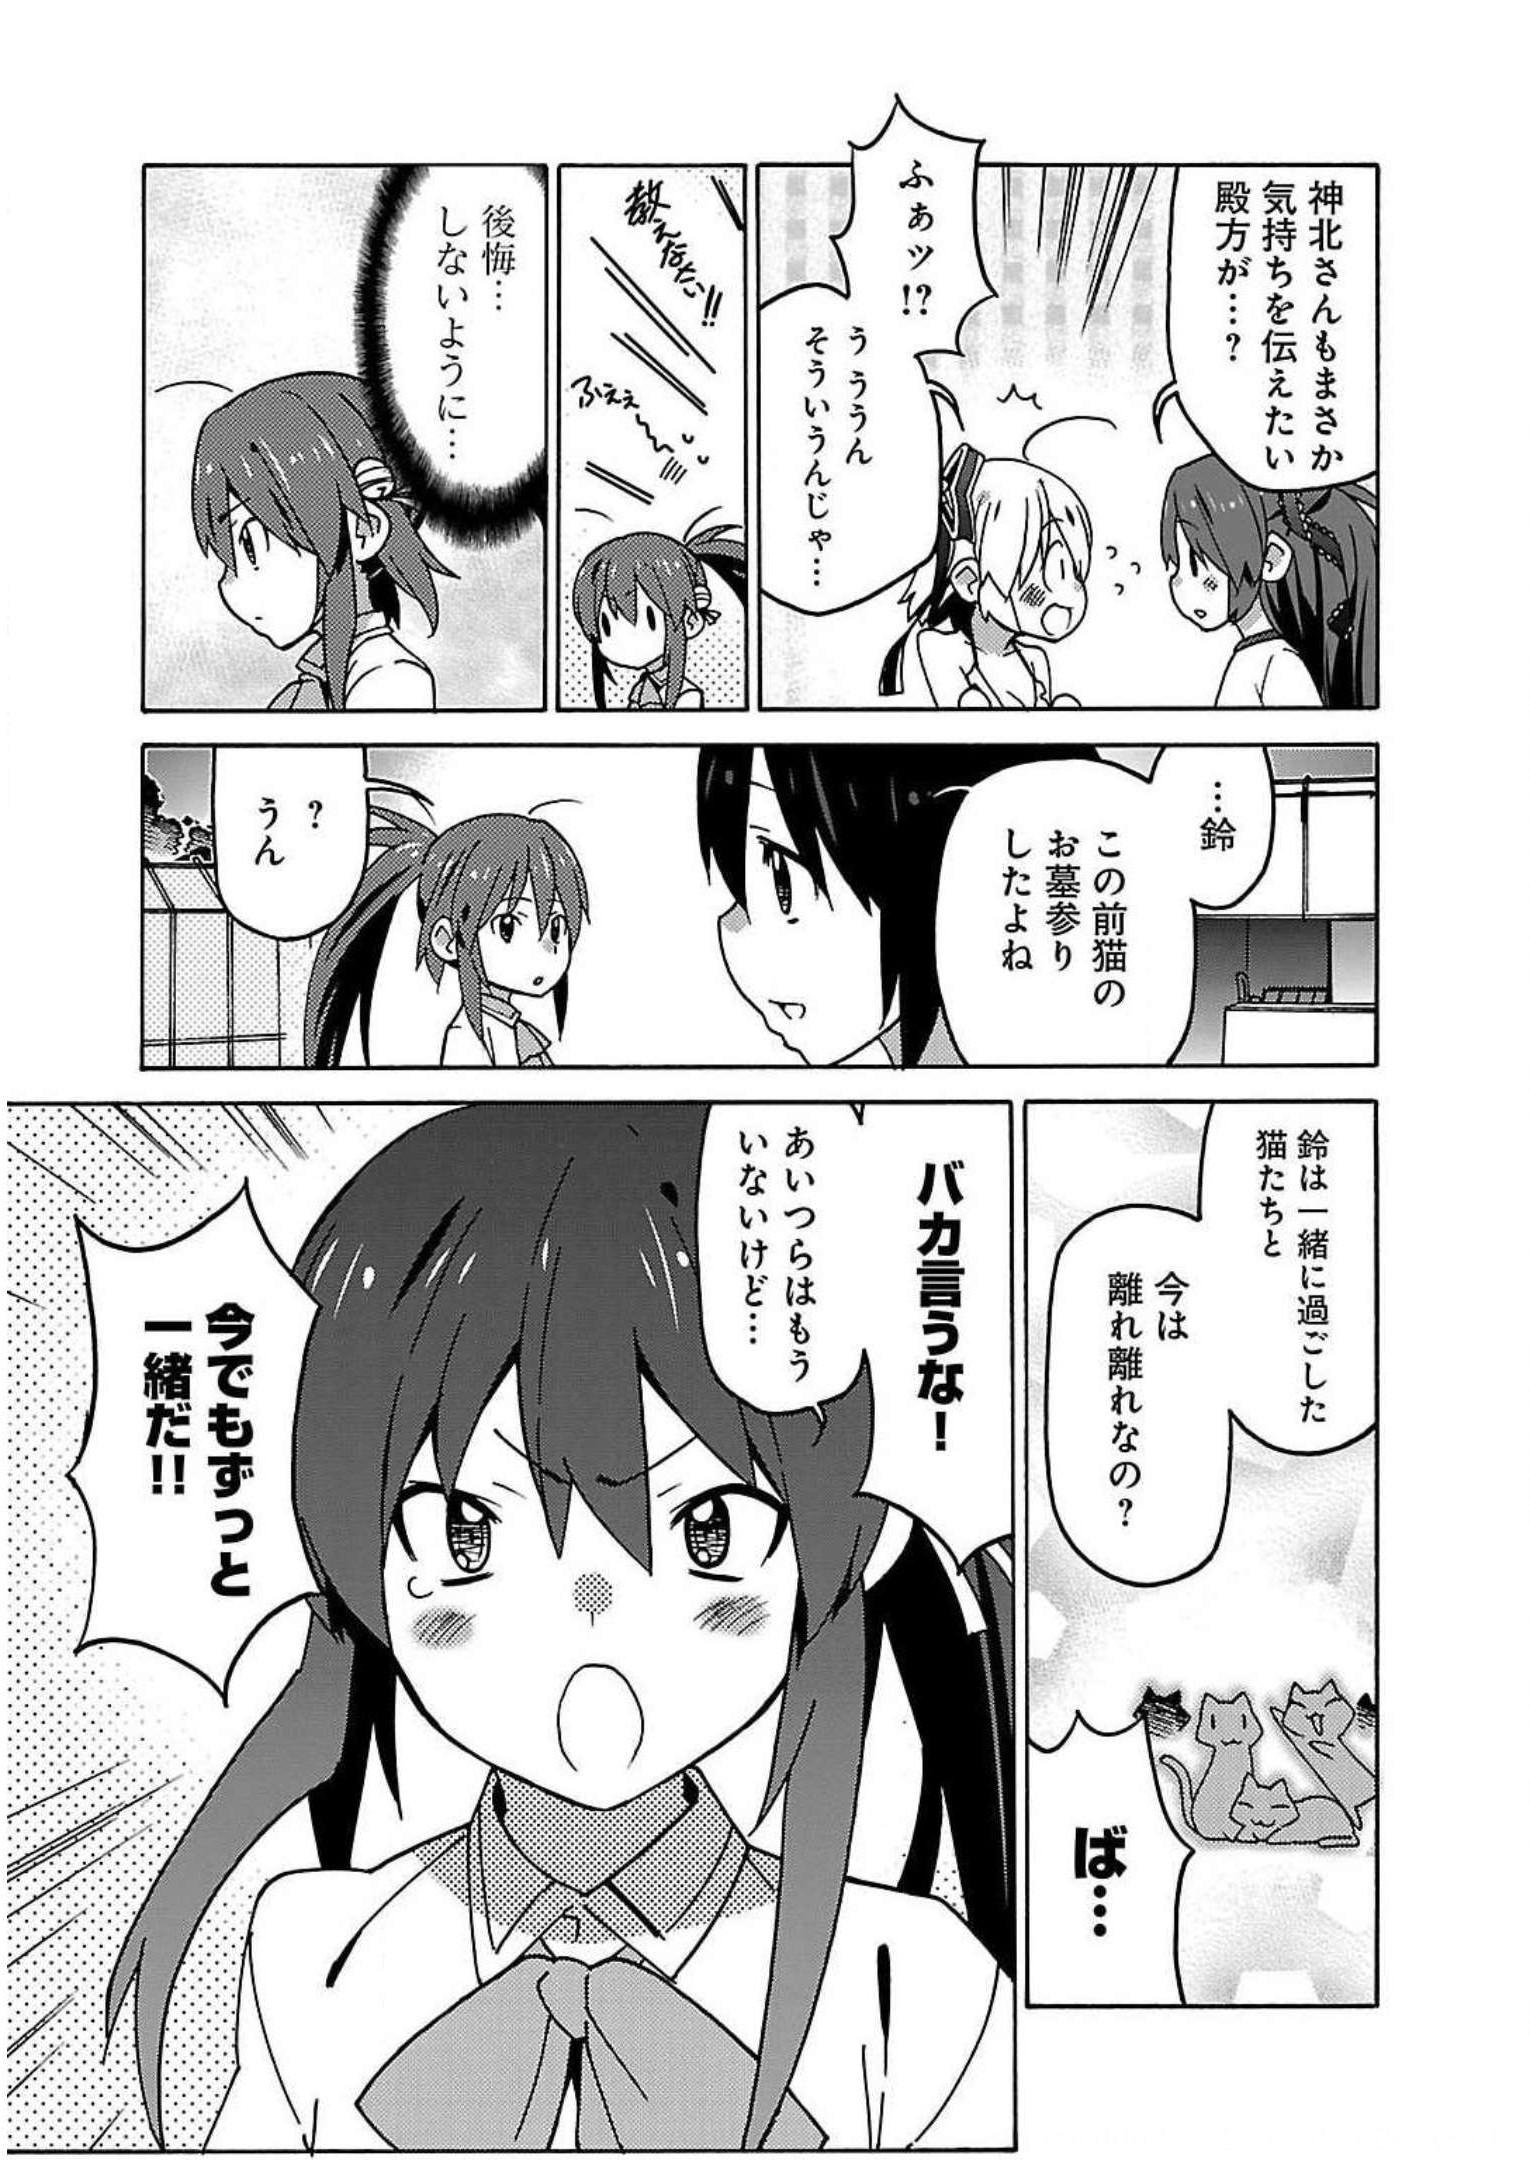 神北さんもまさか
気持ちを伝えたい
殿方が…?
ふぁッ!?
うううん
そういうんじゃ…
教えなさい!!
ふえぇ
後悔…
しないように…
…鈴
この前猫の
お墓参り
したよね
?
うん
鈴は一緒に過ごした
猫たちと
今は
離れ離れなの?
ば…
バカ言うな!
あいつらはもう
いないけど…
今でもずっと
一緒だ!!